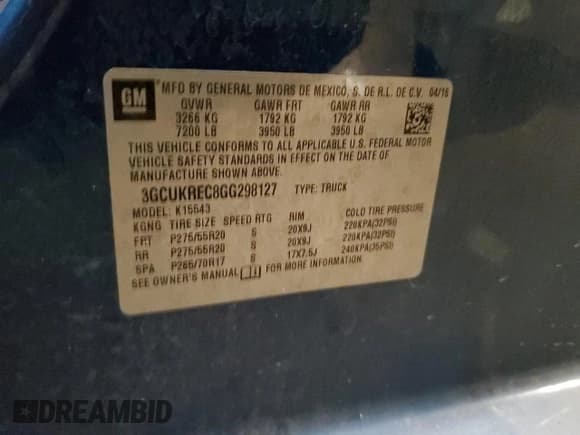 GM
MFD BY GENERAL MOTORS DE MEXICO, S. DE R.L. DE C.V. 04/16
GVWR GAWR FRT GAWR RR
3266 KG 1792 KG 1792 KG
7200 LB 3950 LB 3950 LB
THIS VEHICLE CONFORMS TO ALL APPLICABLE U.S. FEDERAL MOTOR
VEHICLE SAFETY STANDARDS IN EFFECT ON THE DATE OF
MANUFACTURE SHOWN ABOVE.
3GCUKREC8GG298127 TYPE: TRUCK
MODEL: K15543
KGNG TIRE SIZE SPEED RTG RIM COLD TIRE PRESSURE
FRT P275/55R20 S 20X9J 220KPA(32PSI)
RR P275/55R20 S 20X9J 220KPA(32PSI)
SPA P265/70R17 S 17X7.5J 240KPA(35PSI)
SEE OWNER'S MANUAL FOR MORE INFORMATION.
DREAMBID